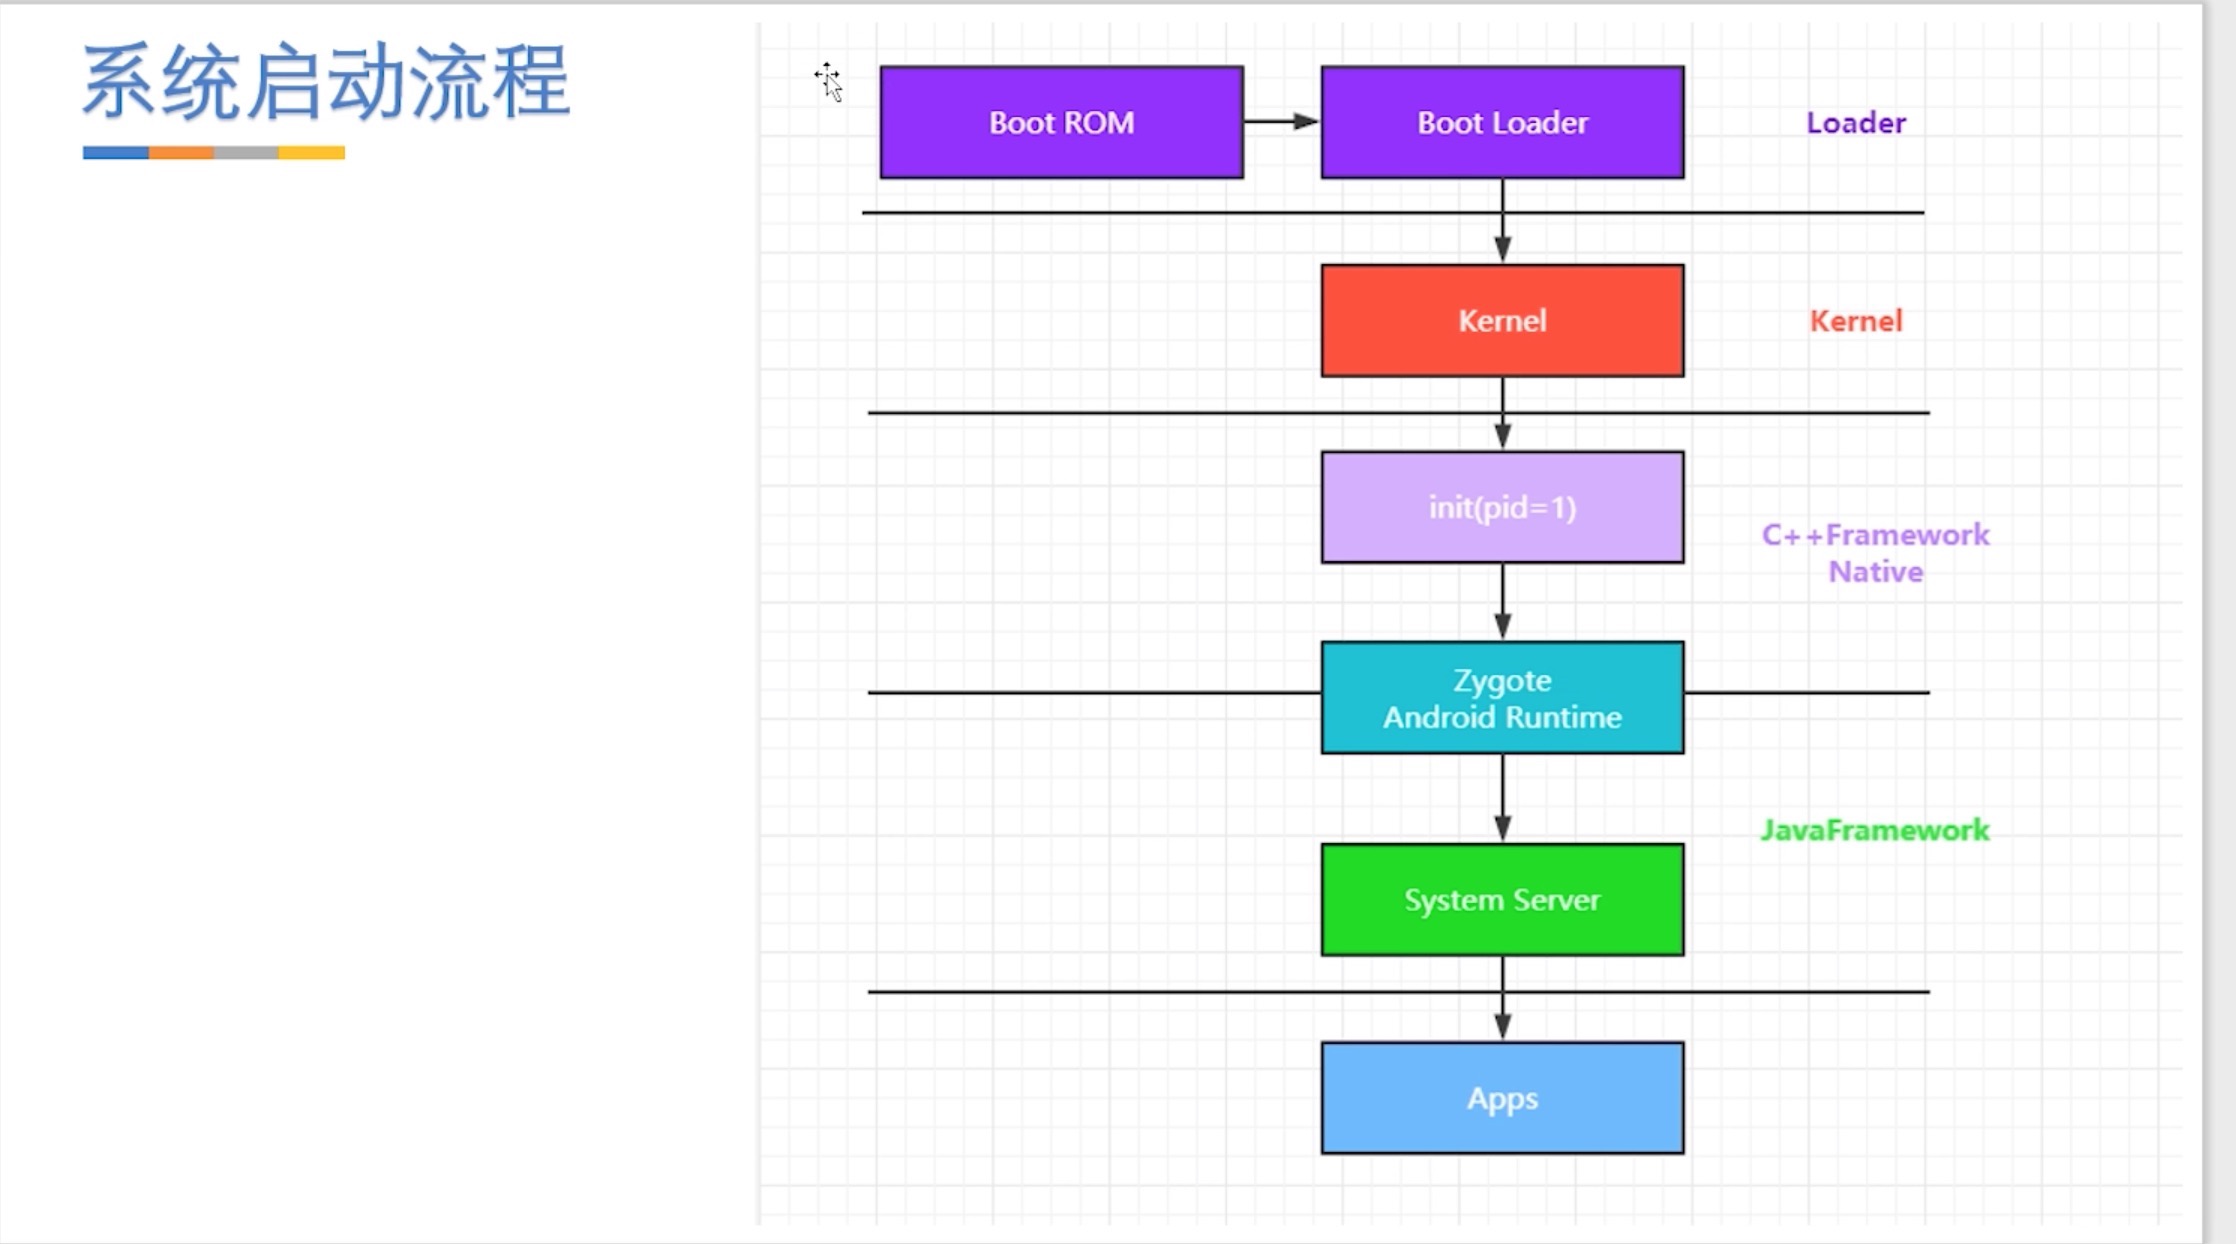 系统启动流程
Boot ROM
Boot Loader
Loader
Kernel
Kernel
init(pid=1)
C++Framework
Native
Zygote
Android Runtime
JavaFramework
System Server
Apps